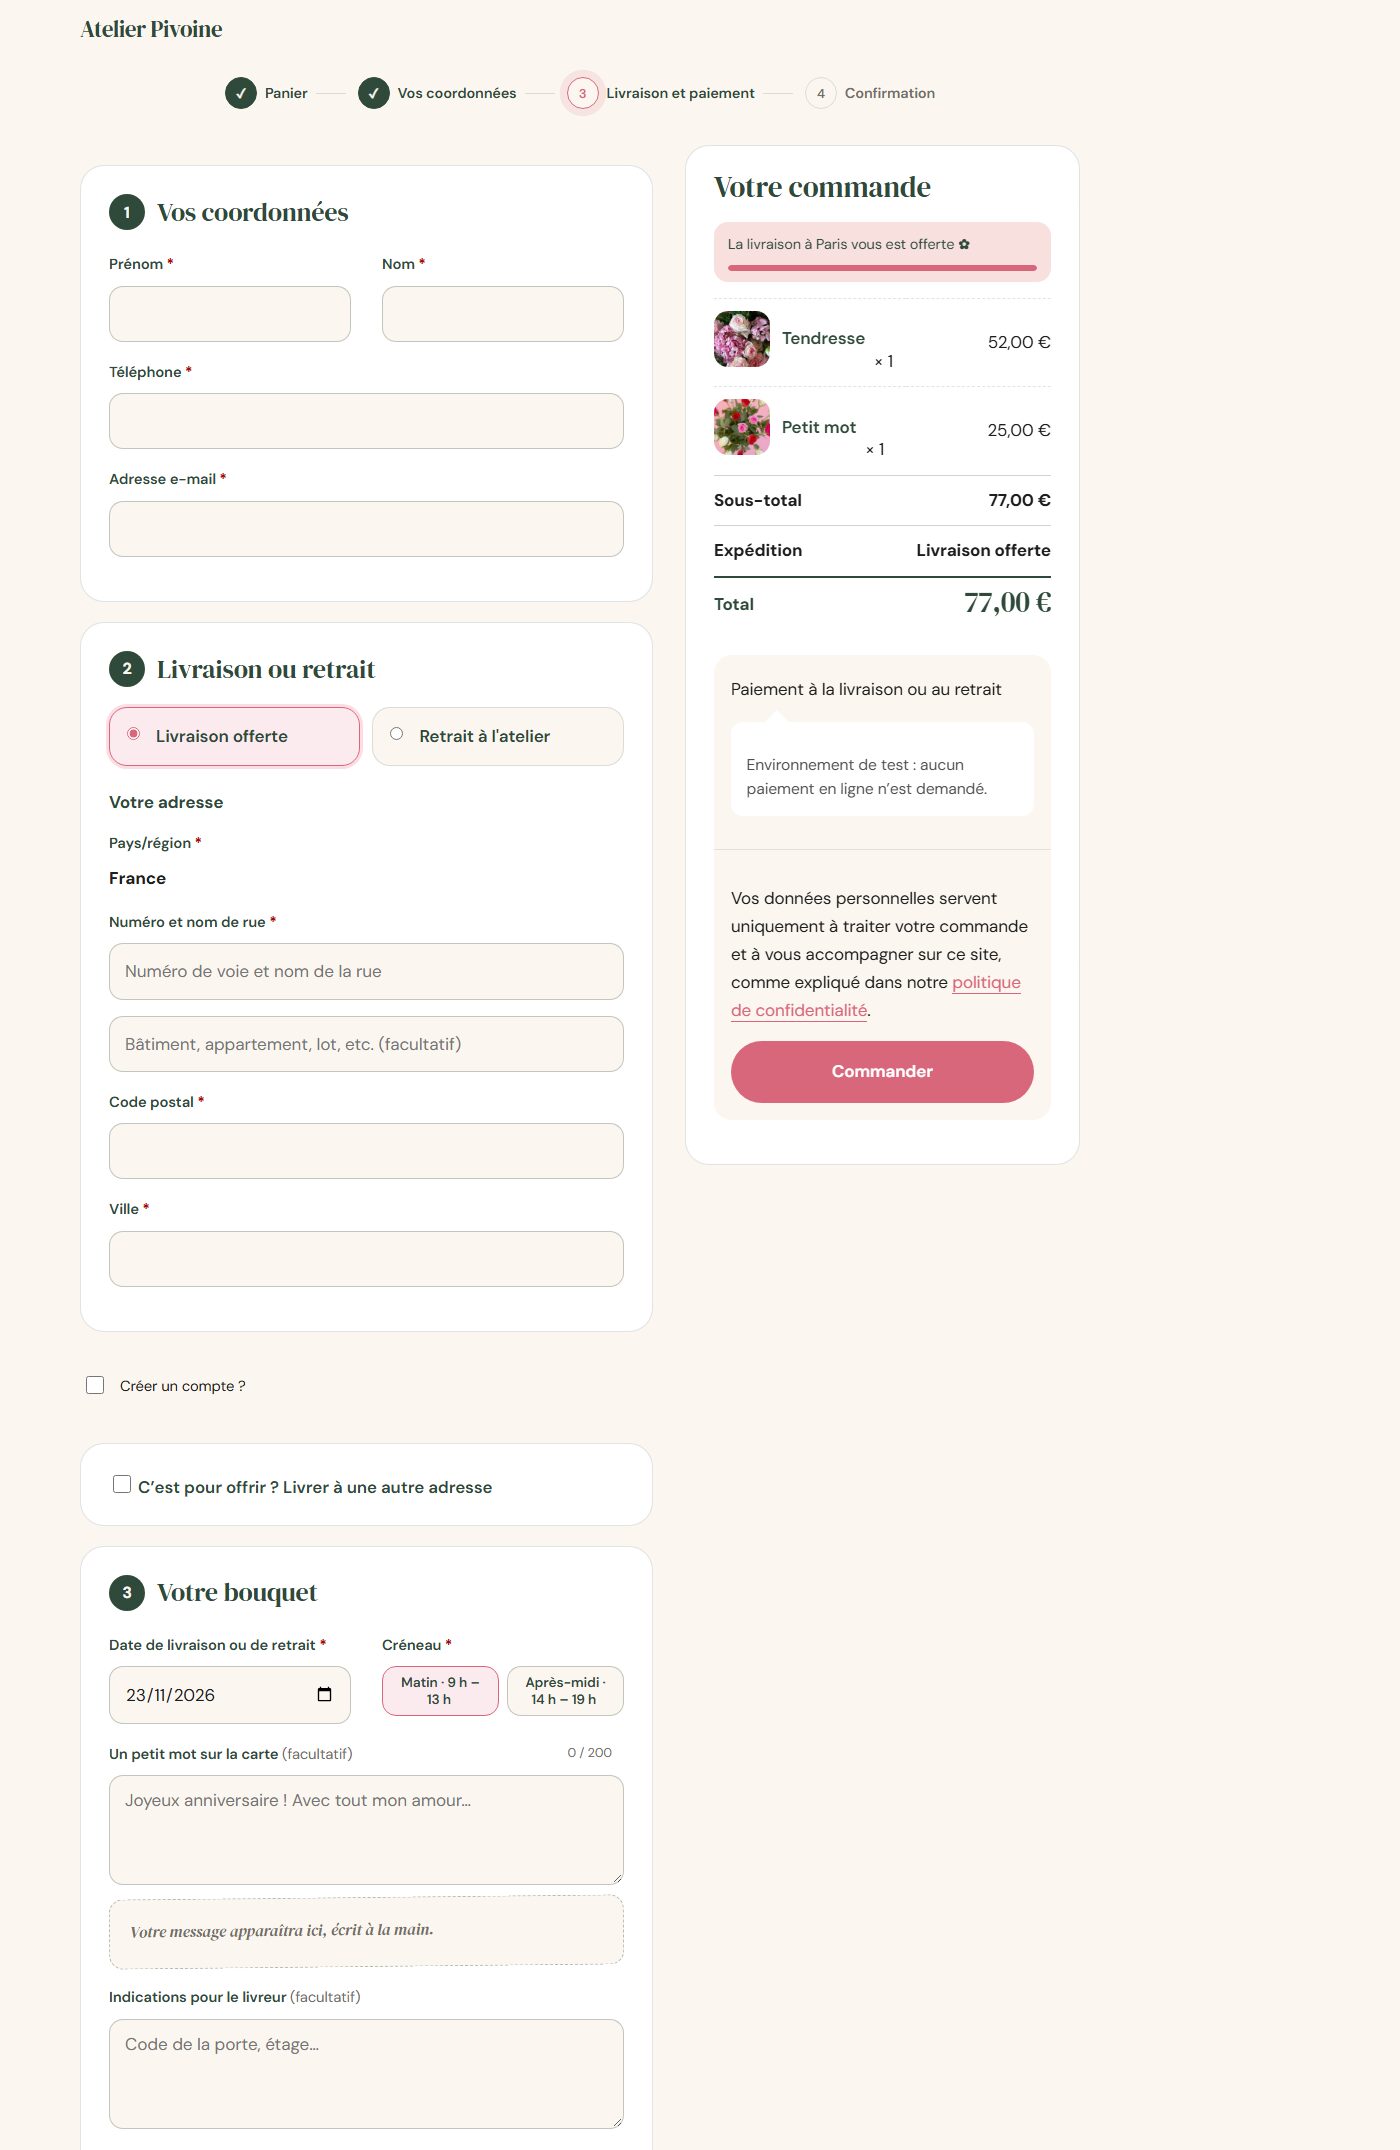 Atelier Pivoine
✓ Panier ✓ Vos coordonnées 3 Livraison et paiement 4 Confirmation
1 Vos coordonnées
Prénom *
Nom *
Téléphone *
Adresse e-mail *
2 Livraison ou retrait
Livraison offerte
Retrait à l'atelier
Votre adresse
Pays/région *
France
Numéro et nom de rue *
Numéro de voie et nom de la rue
Bâtiment, appartement, lot, etc. (facultatif)
Code postal *
Ville *
Créer un compte ?
C’est pour offrir ? Livrer à une autre adresse
3 Votre bouquet
Date de livraison ou de retrait *
23/11/2026
Créneau *
Matin · 9 h –
13 h
Après-midi ·
14 h – 19 h
Un petit mot sur la carte (facultatif)
0 / 200
Joyeux anniversaire ! Avec tout mon amour…
Votre message apparaîtra ici, écrit à la main.
Indications pour le livreur (facultatif)
Code de la porte, étage…
Votre commande
La livraison à Paris vous est offerte ✿
Tendresse
× 1
52,00 €
Petit mot
× 1
25,00 €
Sous-total 77,00 €
Expédition Livraison offerte
Total 77,00 €
Paiement à la livraison ou au retrait
Environnement de test : aucun
paiement en ligne n’est demandé.
Vos données personnelles servent
uniquement à traiter votre commande
et à vous accompagner sur ce site,
comme expliqué dans notre politique
de confidentialité.
Commander